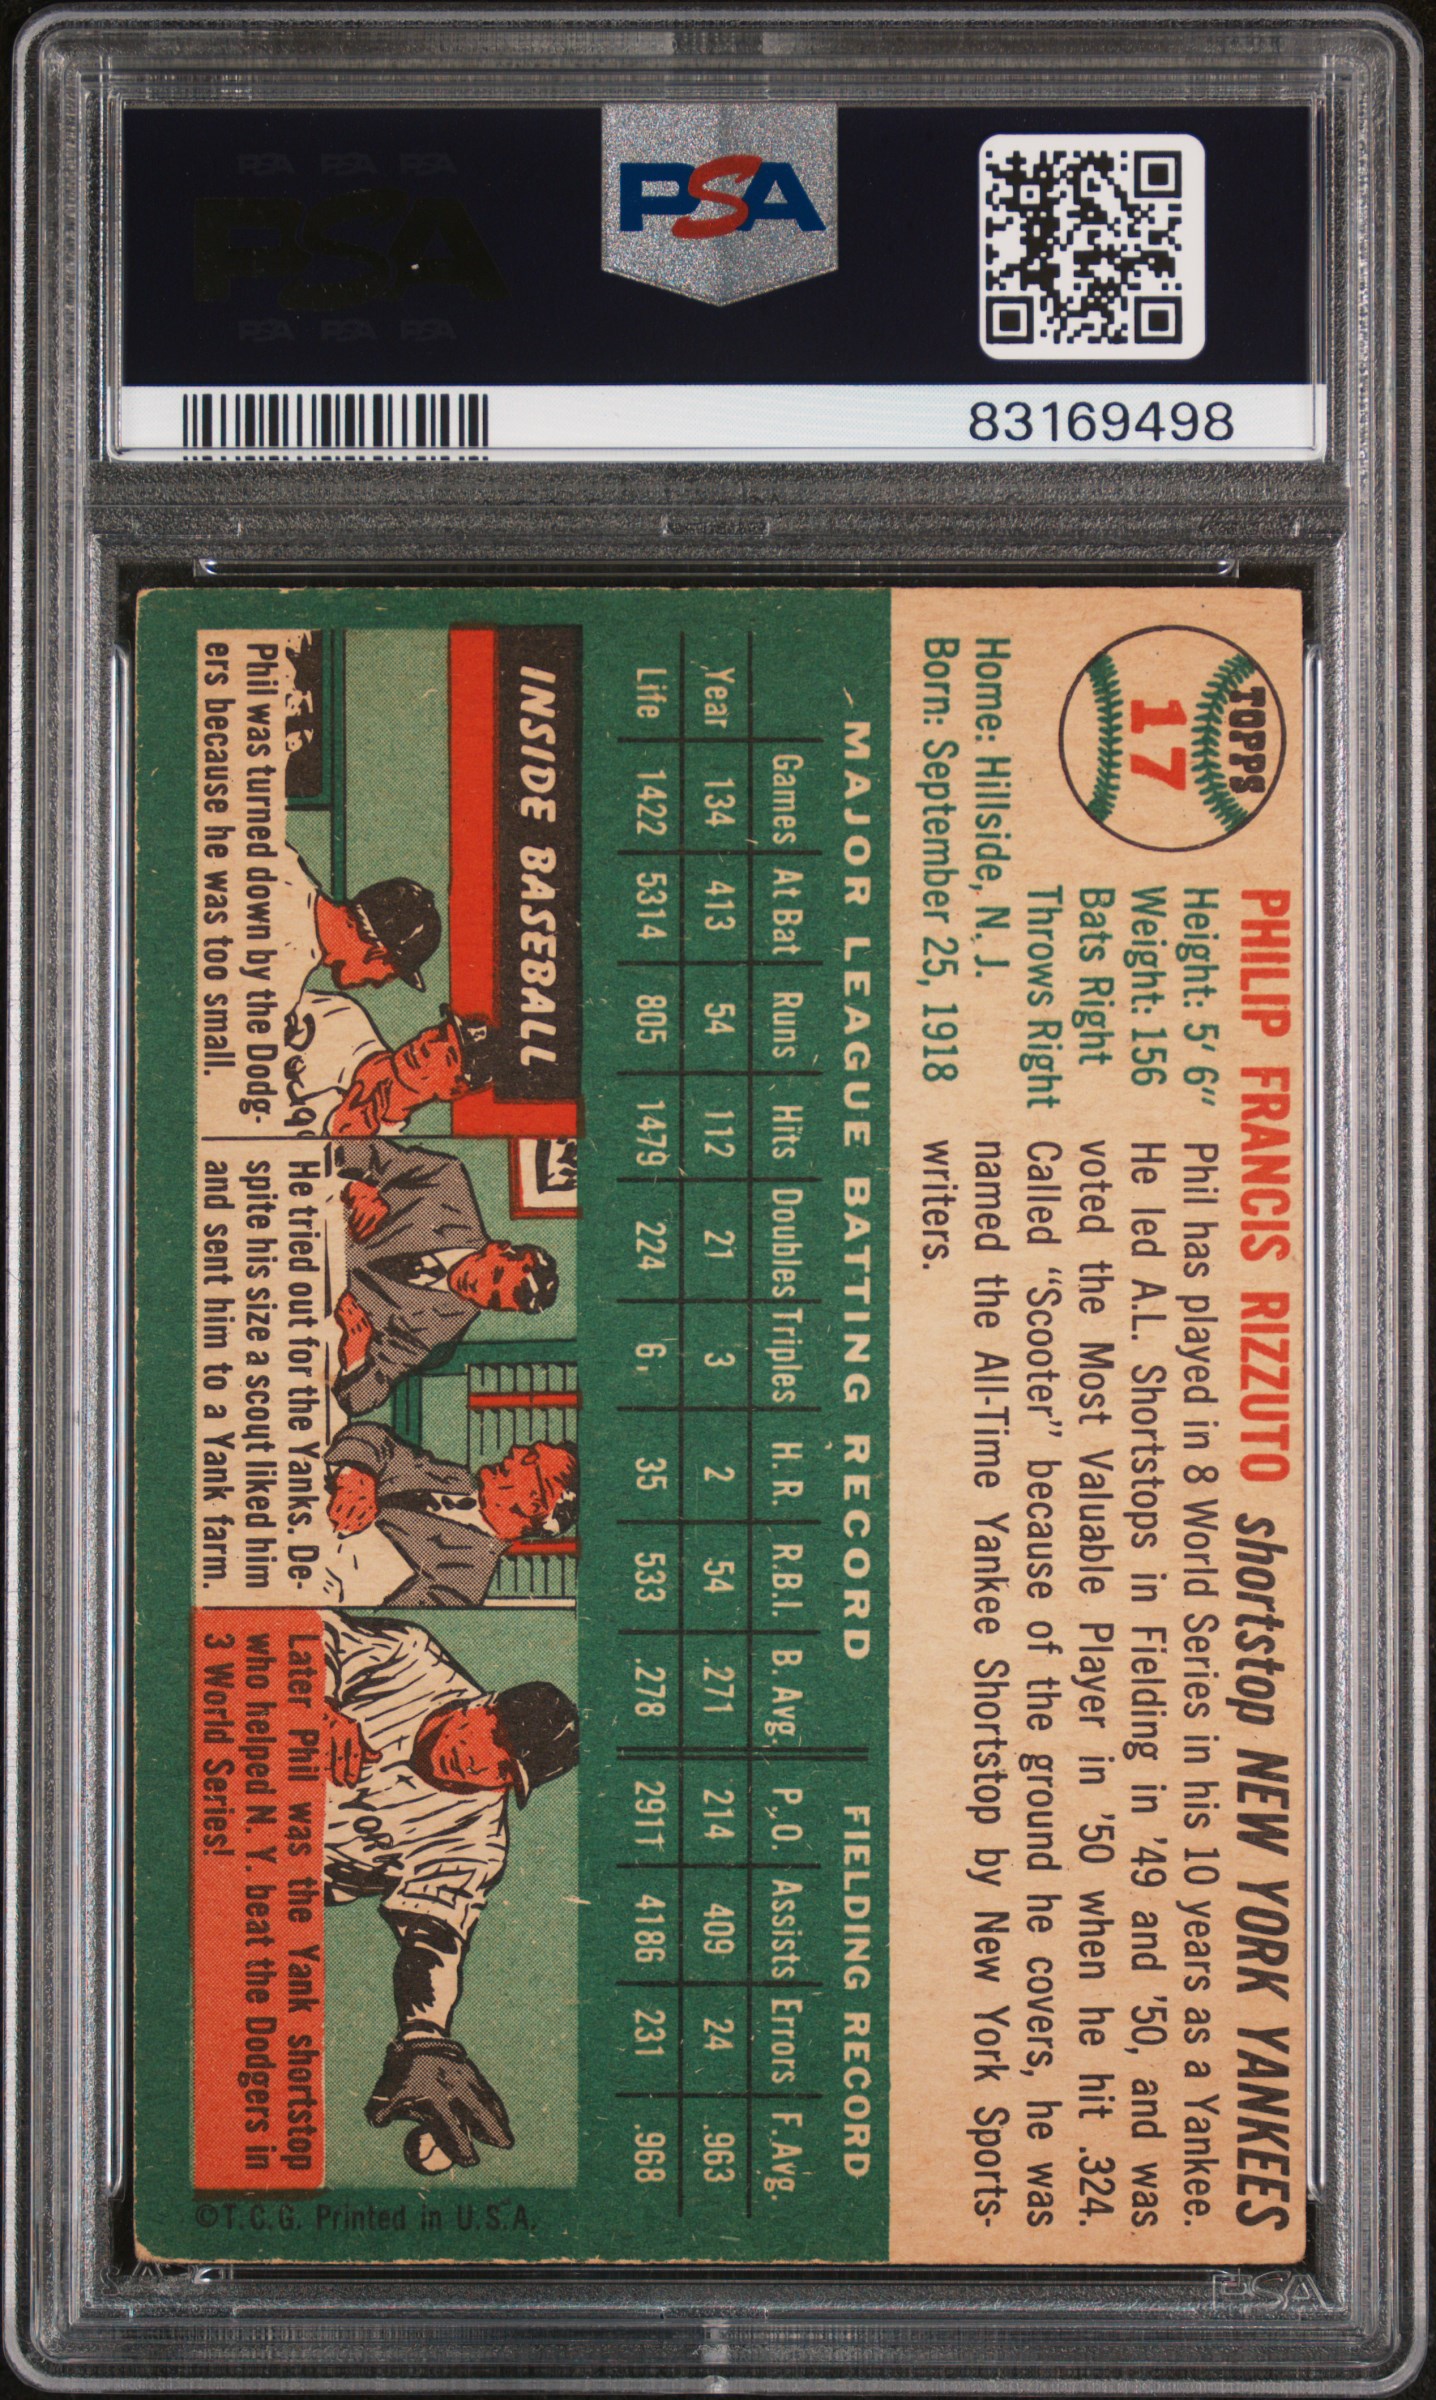 PSA PSA PSA
PSA
PSA PSA PSA
PSA
83169498
TOPPS
17
PHILIP FRANCIS RIZZUTO shortstop NEW YORK YANKEES
Height: 5' 6"
Weight: 156
Bats Right
Throws Right
Home: Hillside, N. J.
Born: September 25, 1918
Phil has played in 8 World Series in his 10 years as a Yankee.
He led A.L. Shortstops in Fielding in '49 and '50, and was
voted the Most Valuable Player in '50 when he hit .324.
Called "Scooter" because of the ground he covers, he was
named the All-Time Yankee Shortstop by New York Sports-
writers.
MAJOR LEAGUE BATTING RECORD FIELDING RECORD
Games At Bat Runs Hits Doubles Triples H. R. R.B.I. B. Avg. P.O. Assists Errors F. Avg.
Year 134 413 54 112 21 3 2 54 .271 214 409 24 .963
Life 1422 5314 805 1479 224 6, 35 533 .278 2911 4186 231 .968
INSIDE BASEBALL
B
Dodg
YORK
Phil was turned down by the Dodg-
ers because he was too small.
He tried out for the Yanks. De-
spite his size a scout liked him
and sent him to a Yank farm.
Later Phil was the Yank shortstop
who helped N. Y. beat the Dodgers in
3 World Series!
©T.C.G. Printed in U.S.A.
PSA